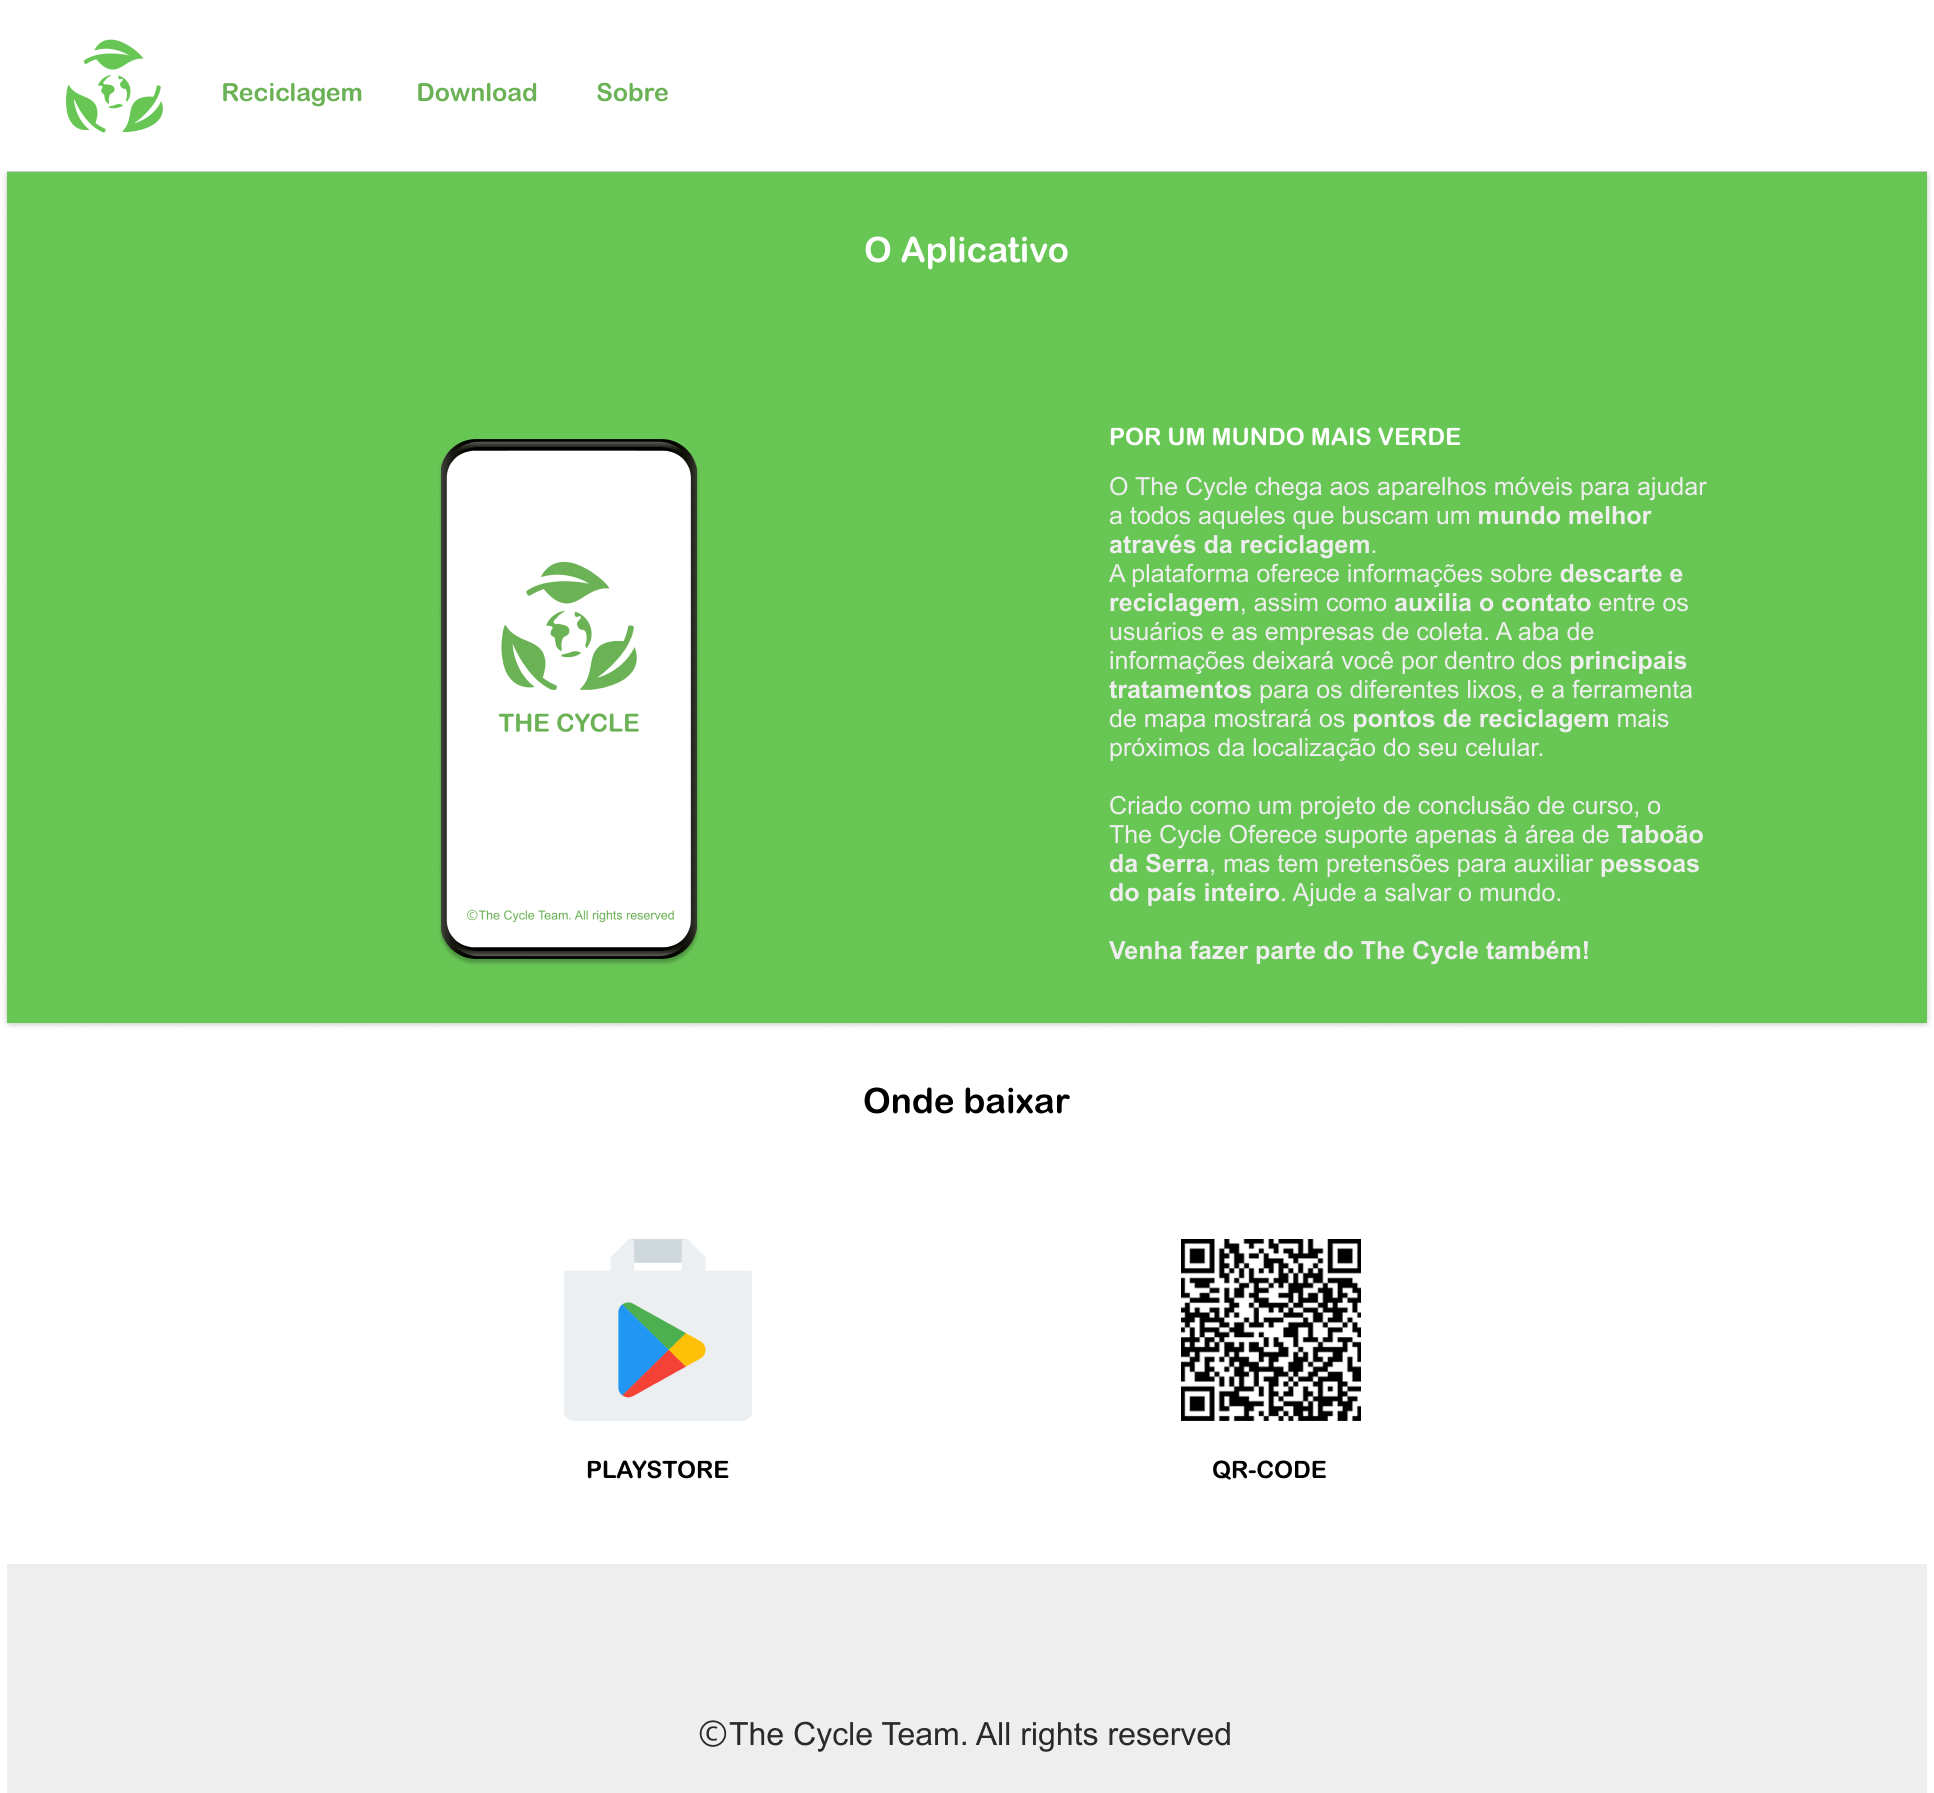 Reciclagem Download Sobre
O Aplicativo
THE CYCLE
©The Cycle Team. All rights reserved
POR UM MUNDO MAIS VERDE
O The Cycle chega aos aparelhos móveis para ajudar
a todos aqueles que buscam um mundo melhor
através da reciclagem.
A plataforma oferece informações sobre descarte e
reciclagem, assim como auxilia o contato entre os
usuários e as empresas de coleta. A aba de
informações deixará você por dentro dos principais
tratamentos para os diferentes lixos, e a ferramenta
de mapa mostrará os pontos de reciclagem mais
próximos da localização do seu celular.
Criado como um projeto de conclusão de curso, o
The Cycle Oferece suporte apenas à área de Taboão
da Serra, mas tem pretensões para auxiliar pessoas
do país inteiro. Ajude a salvar o mundo.
Venha fazer parte do The Cycle também!
Onde baixar
PLAYSTORE
QR-CODE
©The Cycle Team. All rights reserved